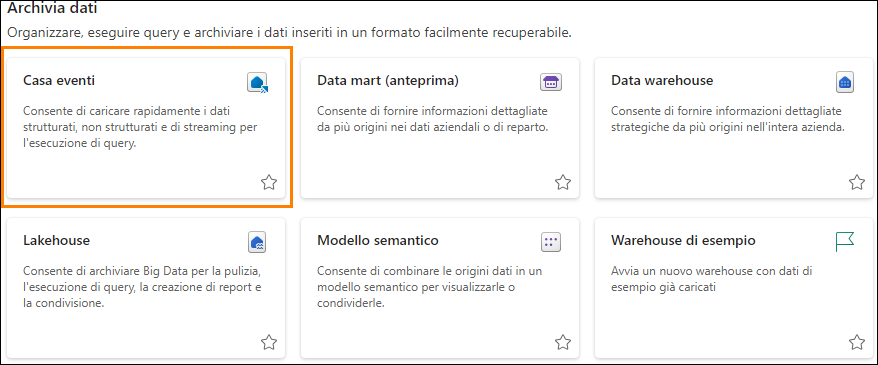 Archivia dati
Organizzare, eseguire query e archiviare i dati inseriti in un formato facilmente recuperabile.
Casa eventi
Consente di caricare rapidamente i dati
strutturati, non strutturati e di streaming per
l'esecuzione di query.
Data mart (anteprima)
Consente di fornire informazioni dettagliate
da più origini nei dati aziendali o di reparto.
Data warehouse
Consente di fornire informazioni dettagliate
strategiche da più origini nell'intera azienda.
Lakehouse
Consente di archiviare Big Data per la pulizia,
l'esecuzione di query, la creazione di report e
la condivisione.
Modello semantico
Consente di combinare le origini dati in un
modello semantico per visualizzarle o
condividerle.
Warehouse di esempio
Avvia un nuovo warehouse con dati di
esempio già caricati